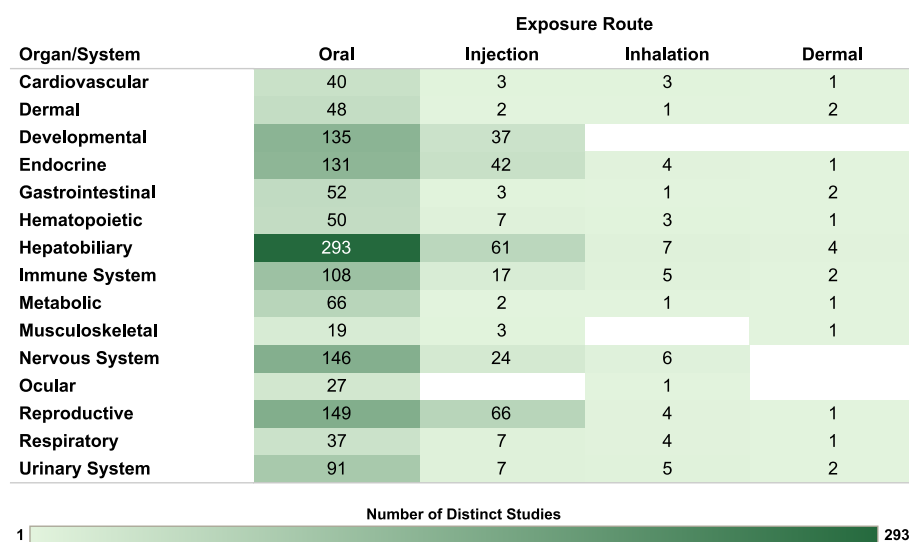 Exposure Route
Organ/System Oral Injection Inhalation Dermal
Cardiovascular 40 3 3 1
Dermal 48 2 1 2
Developmental 135 37
Endocrine 131 42 4 1
Gastrointestinal 52 3 1 2
Hematopoietic 50 7 3 1
Hepatobiliary 293 61 7 4
Immune System 108 17 5 2
Metabolic 66 2 1 1
Musculoskeletal 19 3 1
Nervous System 146 24 6
Ocular 27 1
Reproductive 149 66 4 1
Respiratory 37 7 4 1
Urinary System 91 7 5 2
Number of Distinct Studies
1 293